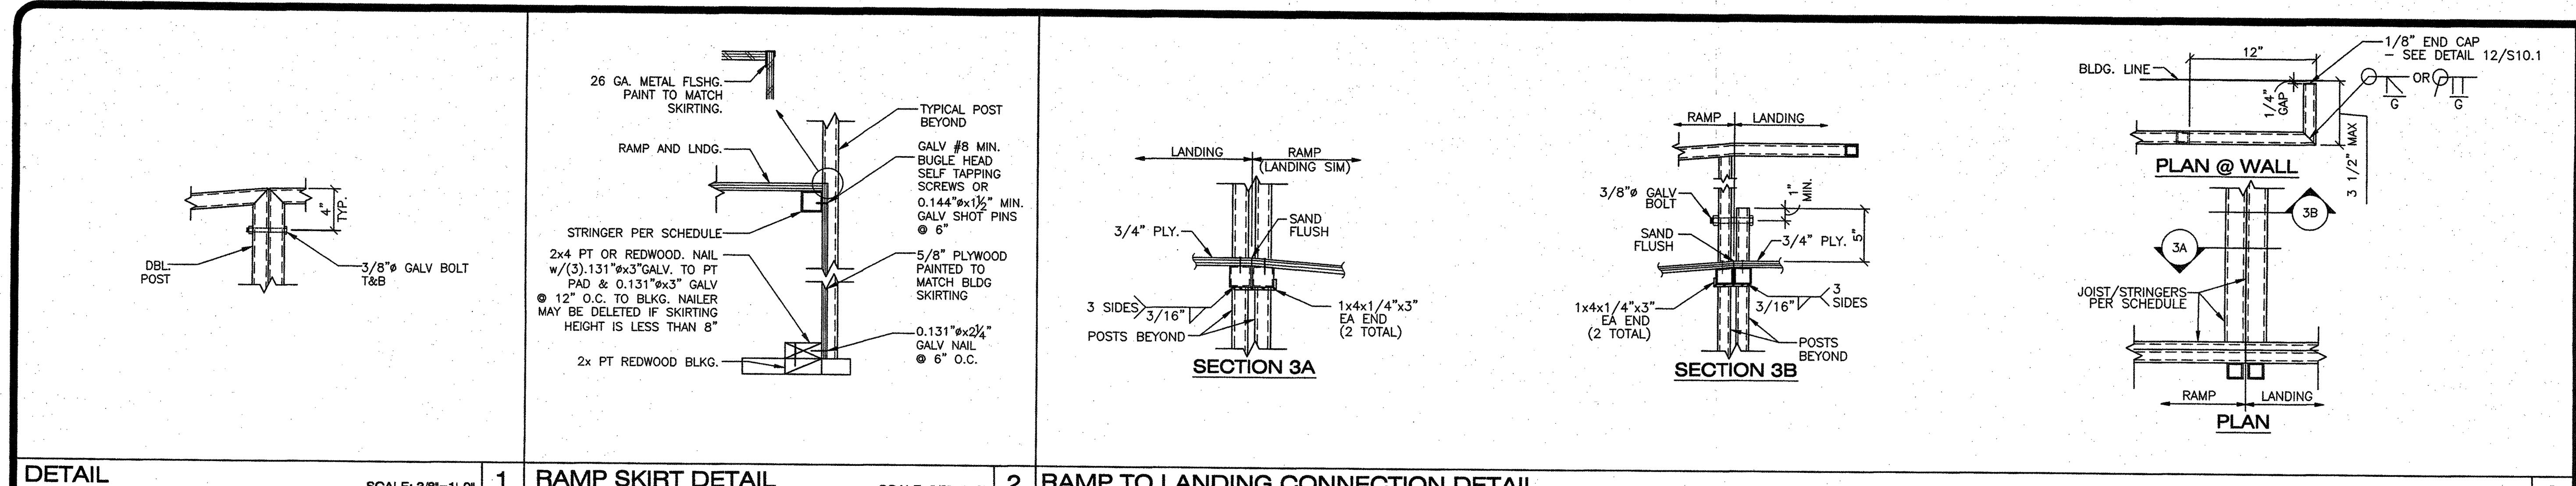 4"
TYP.
DBL
POST
3/8"ø GALV BOLT
T&B
DETAIL
1
26 GA. METAL FLSHG.
PAINT TO MATCH
SKIRTING.
TYPICAL POST
BEYOND
RAMP AND LNDG.
GALV #8 MIN.
BUGLE HEAD
SELF TAPPING
SCREWS OR
0.144"øx1½" MIN.
GALV SHOT PINS
@ 6"
STRINGER PER SCHEDULE
2x4 PT OR REDWOOD. NAIL
w/(3).131"øx3"GALV. TO PT
PAD & 0.131"øx3" GALV
@ 12" O.C. TO BLKG. NAILER
MAY BE DELETED IF SKIRTING
HEIGHT IS LESS THAN 8"
5/8" PLYWOOD
PAINTED TO
MATCH BLDG
SKIRTING
0.131"øx2¼"
GALV NAIL
@ 6" O.C.
2x PT REDWOOD BLKG.
RAMP SKIRT DETAIL
2
LANDING
RAMP
(LANDING SIM)
3/4" PLY.
SAND
FLUSH
3 SIDES
3/16"
POSTS BEYOND
1x4x1/4"x3"
EA END
(2 TOTAL)
SECTION 3A
RAMP
LANDING
3/8"ø GALV
BOLT
1"
MIN.
SAND
FLUSH
3/4" PLY.
5"
1x4x1/4"x3"
EA END
(2 TOTAL)
3/16"
3
SIDES
POSTS
BEYOND
SECTION 3B
BLDG. LINE
12"
1/8" END CAP
- SEE DETAIL 12/S10.1
OR
G
G
1/4"
GAP
3 1/2" MAX
PLAN @ WALL
3B
3A
JOIST/STRINGERS
PER SCHEDULE
RAMP
LANDING
PLAN
RAMP TO LANDING CONNECTION DETAIL